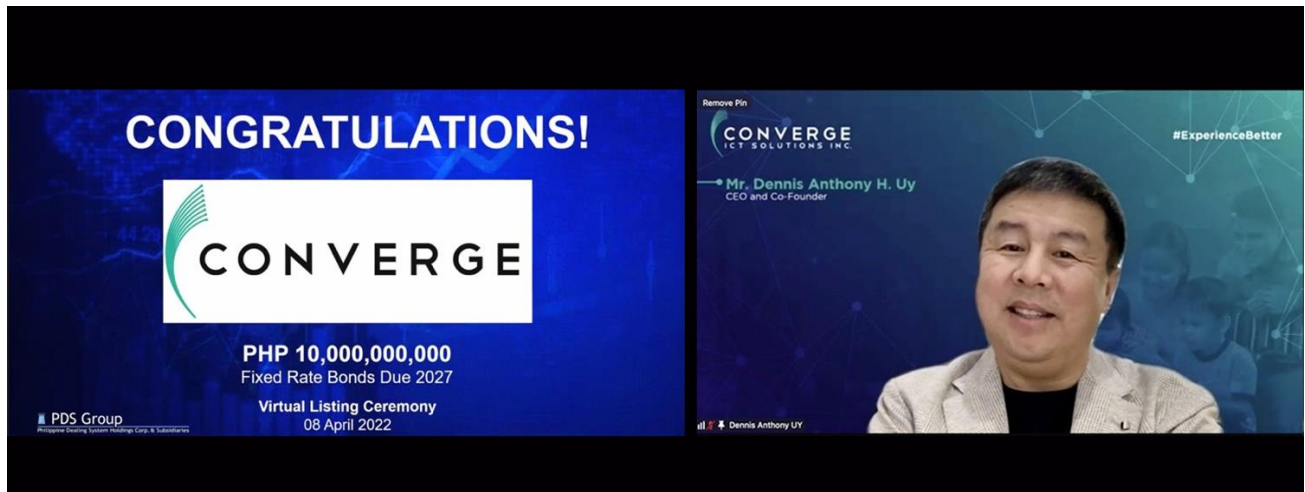 CONGRATULATIONS!
CONVERGE
PHP 10,000,000,000
Fixed Rate Bonds Due 2027
Virtual Listing Ceremony
08 April 2022
PDS Group
Philippine Dealing System Holdings Corp. & Subsidiaries
Remove Pin
CONVERGE
ICT SOLUTIONS INC.
#ExperienceBetter
Mr. Dennis Anthony H. Uy
CEO and Co-Founder
Dennis Anthony UY